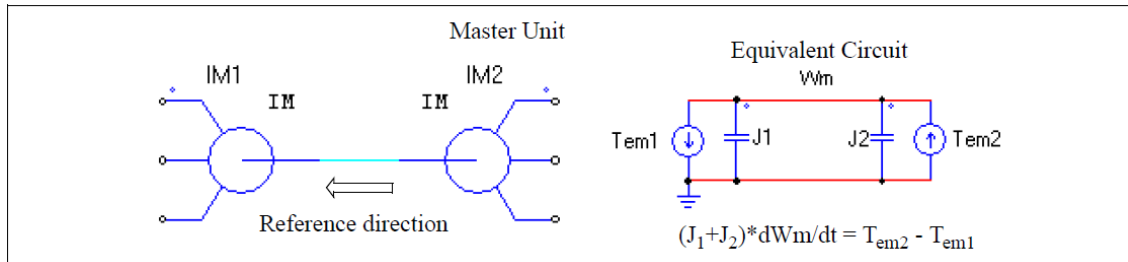 Master Unit
IM1
IM2
IM
IM
Reference direction
Equivalent Circuit
Wm
Tem1
J1
J2
Tem2
(J1+J2)*dWm/dt = Tem2 - Tem1